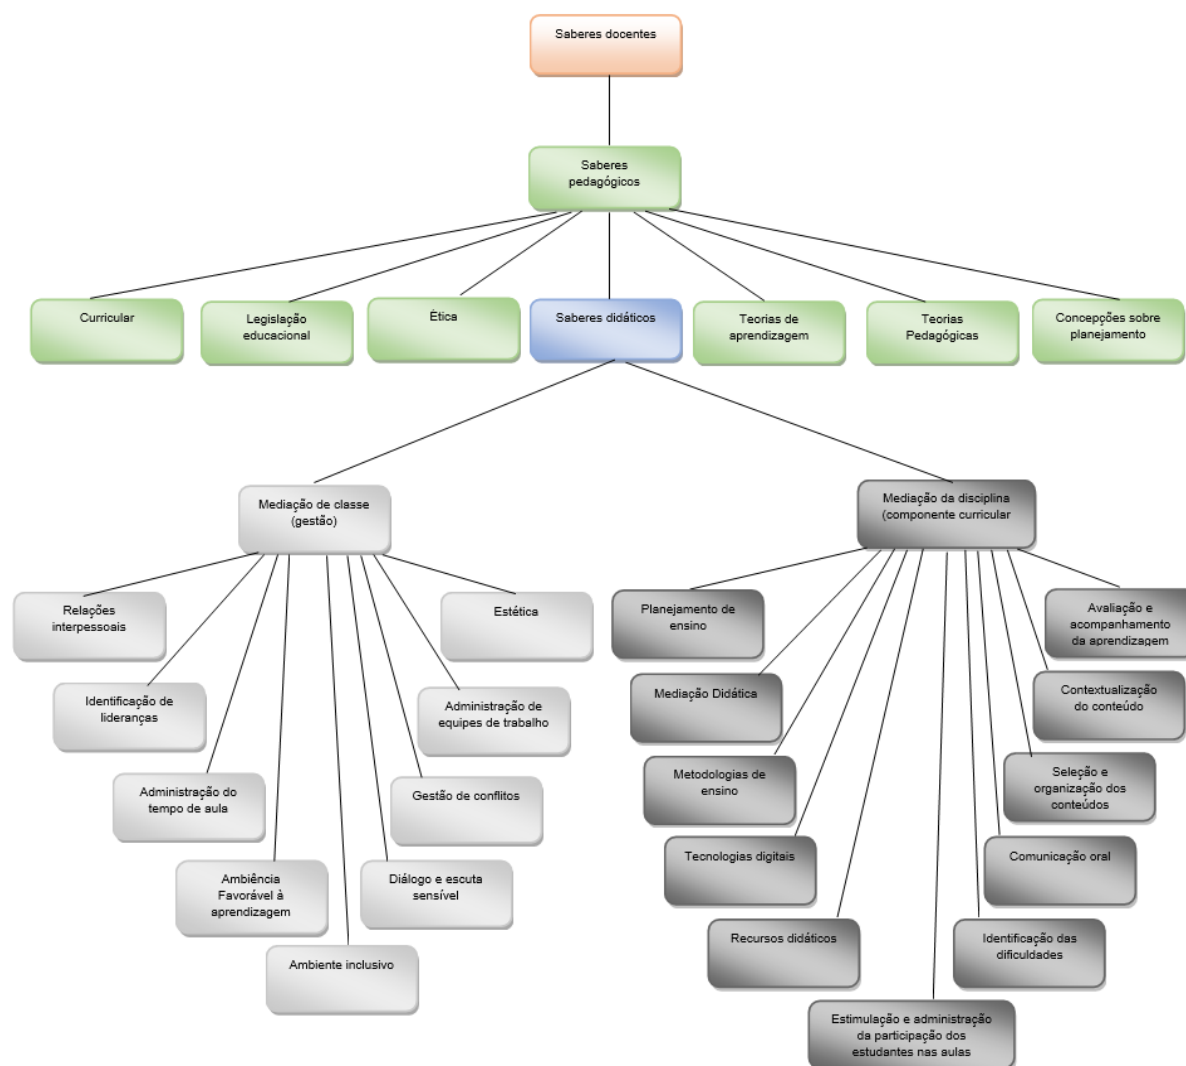 Saberes docentes
Saberes
pedagógicos
Curricular
Legislação
educacional
Ética
Saberes didáticos
Teorias de
aprendizagem
Teorias
Pedagógicas
Concepções sobre
planejamento
Mediação de classe
(gestão)
Mediação da disciplina
(componente curricular
Relações
interpessoais
Estética
Identificação de
lideranças
Administração de
equipes de trabalho
Administração do
tempo de aula
Gestão de conflitos
Ambiência
Favorável à
aprendizagem
Diálogo e escuta
sensível
Ambiente inclusivo
Planejamento de
ensino
Avaliação e
acompanhamento
da aprendizagem
Mediação Didática
Contextualização
do conteúdo
Metodologias de
ensino
Seleção e
organização dos
conteúdos
Tecnologias digitais
Comunicação oral
Recursos didáticos
Identificação das
dificuldades
Estimulação e administração
da participação dos
estudantes nas aulas